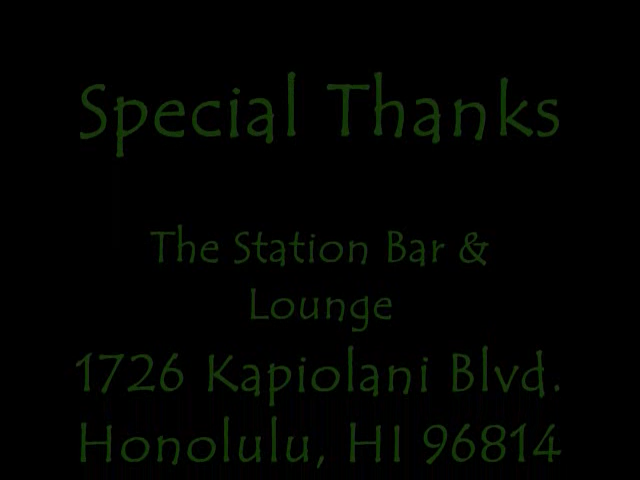 Special Thanks
The Station Bar &
Lounge
1726 Kapiolani Blvd.
Honolulu, HI 96814